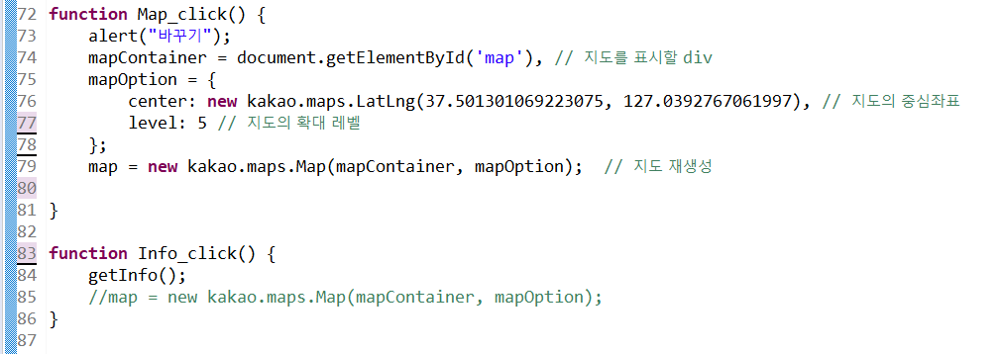 72 function Map_click() {
73     alert("바꾸기");
74     mapContainer = document.getElementById('map'), // 지도를 표시할 div
75     mapOption = {
76         center: new kakao.maps.LatLng(37.501301069223075, 127.0392767061997), // 지도의 중심좌표
77         level: 5 // 지도의 확대 레벨
78     };
79     map = new kakao.maps.Map(mapContainer, mapOption);  // 지도 재생성
80
81 }
82
83 function Info_click() {
84     getInfo();
85     //map = new kakao.maps.Map(mapContainer, mapOption);
86 }
87